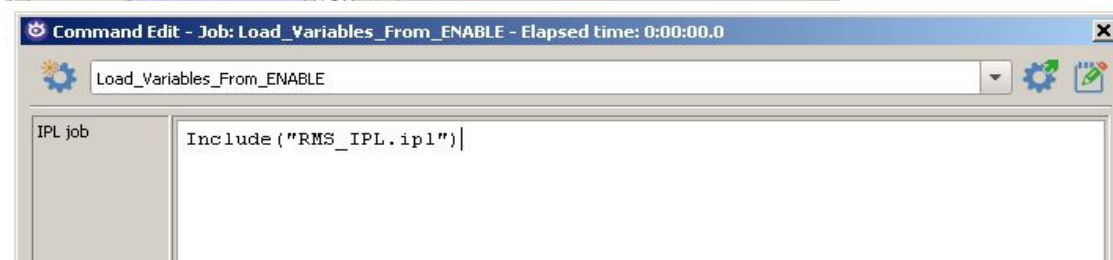 Command Edit - Job: Load_Variables_From_ENABLE - Elapsed time: 0:00:00.0
Load_Variables_From_ENABLE
IPL job
Include("RMS_IPL.ipl")